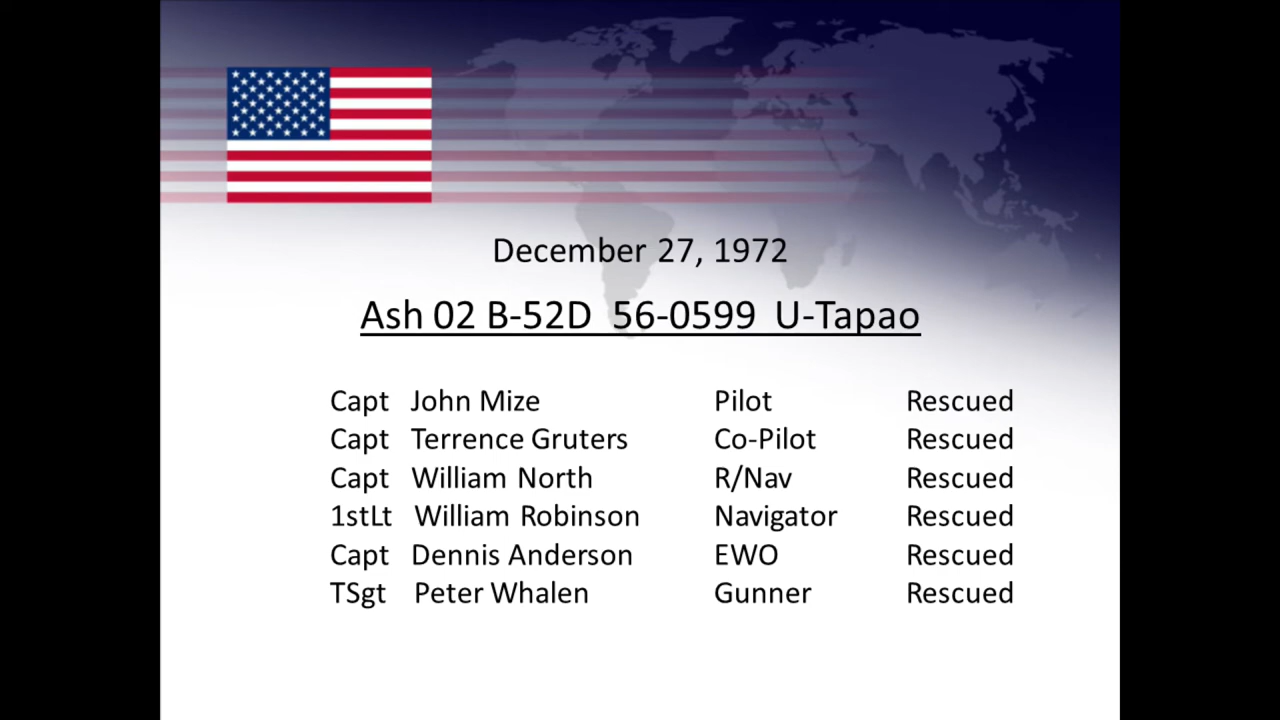 December 27, 1972
Ash 02 B-52D 56-0599 U-Tapao
Capt John Mize Pilot Rescued
Capt Terrence Gruters Co-Pilot Rescued
Capt William North R/Nav Rescued
1stLt William Robinson Navigator Rescued
Capt Dennis Anderson EWO Rescued
TSgt Peter Whalen Gunner Rescued